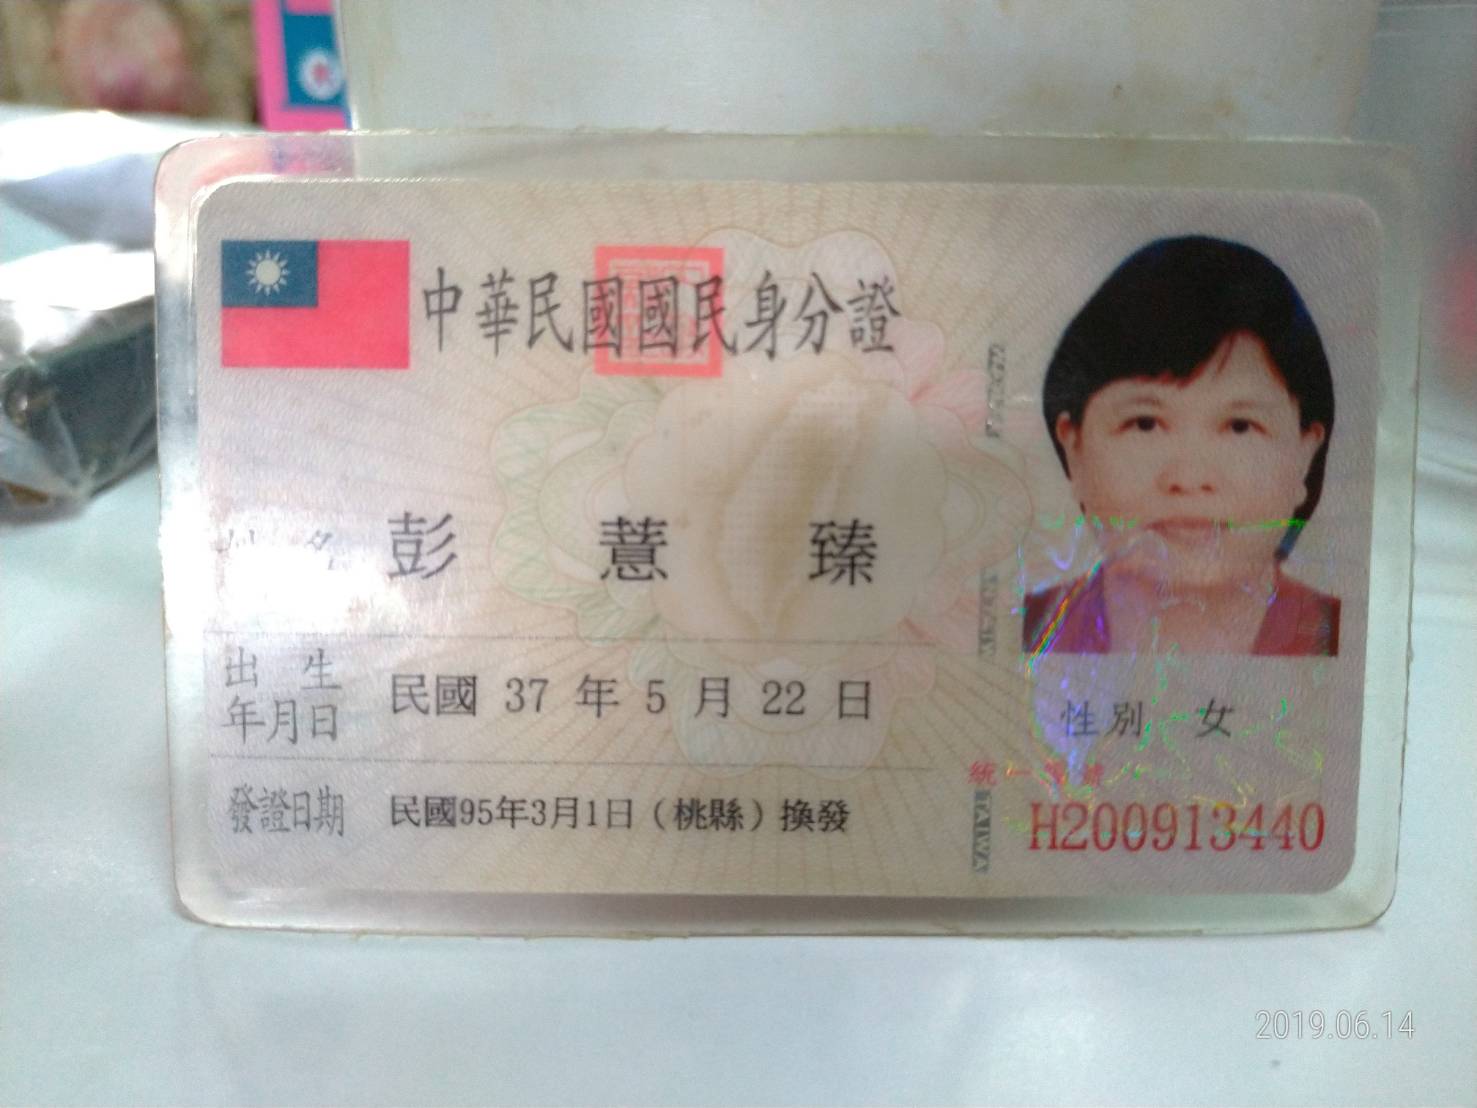 中華民國國民身分證
姓名 彭薏臻
出生年月日 民國 37 年 5 月 22 日
發證日期 民國95年3月1日（桃縣）換發
性別 女
統一編號
H200913440
TAIWAN
2019.06.14